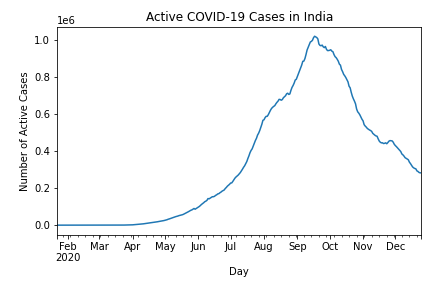 Active COVID-19 Cases in India
1e6
Number of Active Cases
1.0
0.8
0.6
0.4
0.2
0.0
Feb Mar Apr May Jun Jul Aug Sep Oct Nov Dec
2020
Day